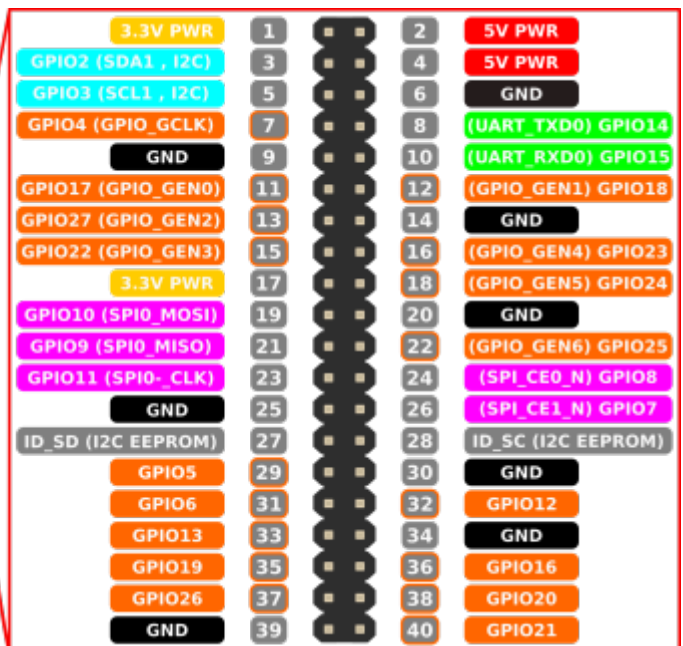 3.3V PWR 1 2 5V PWR
GPIO2 (SDA1 , I2C) 3 4 5V PWR
GPIO3 (SCL1 , I2C) 5 6 GND
GPIO4 (GPIO_GCLK) 7 8 (UART_TXD0) GPIO14
GND 9 10 (UART_RXD0) GPIO15
GPIO17 (GPIO_GEN0) 11 12 (GPIO_GEN1) GPIO18
GPIO27 (GPIO_GEN2) 13 14 GND
GPIO22 (GPIO_GEN3) 15 16 (GPIO_GEN4) GPIO23
3.3V PWR 17 18 (GPIO_GEN5) GPIO24
GPIO10 (SPI0_MOSI) 19 20 GND
GPIO9 (SPI0_MISO) 21 22 (GPIO_GEN6) GPIO25
GPIO11 (SPI0-_CLK) 23 24 (SPI_CE0_N) GPIO8
GND 25 26 (SPI_CE1_N) GPIO7
ID_SD (I2C EEPROM) 27 28 ID_SC (I2C EEPROM)
GPIO5 29 30 GND
GPIO6 31 32 GPIO12
GPIO13 33 34 GND
GPIO19 35 36 GPIO16
GPIO26 37 38 GPIO20
GND 39 40 GPIO21